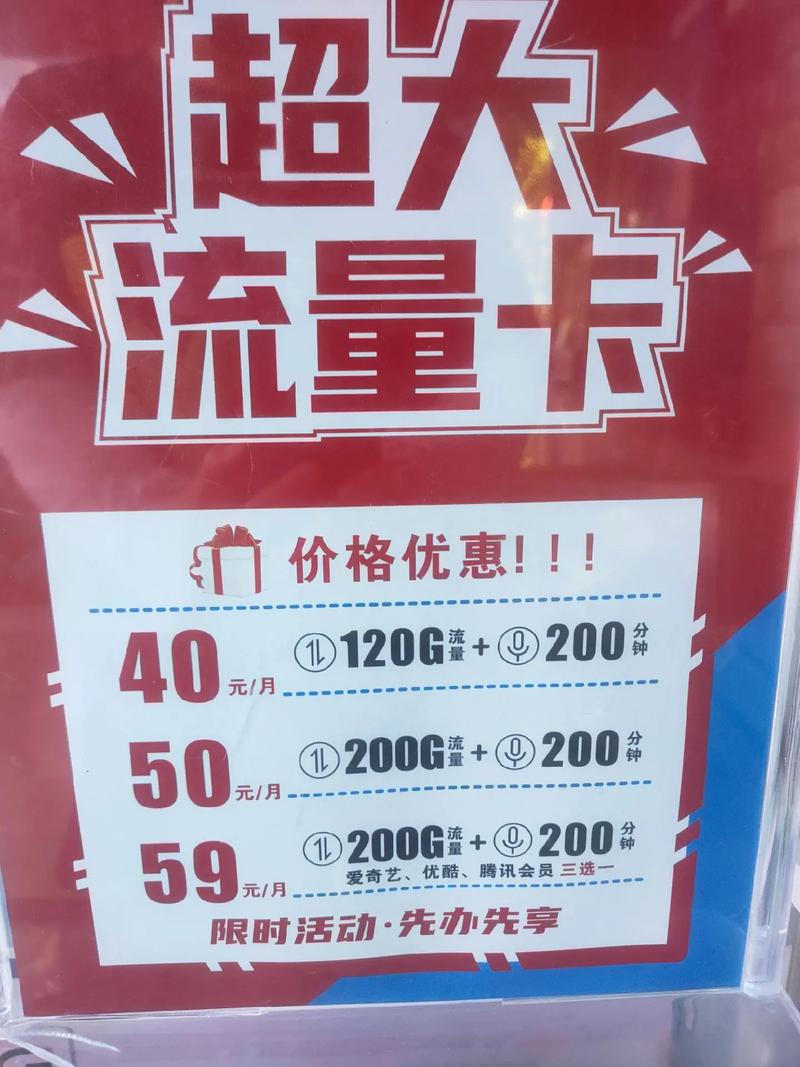 超大
流量卡
价格优惠!!!
40元/月 120G流量+200分钟
50元/月 200G流量+200分钟
59元/月 200G流量+200分钟
爱奇艺、优酷、腾讯会员 三选一
限时活动·先办先享
G